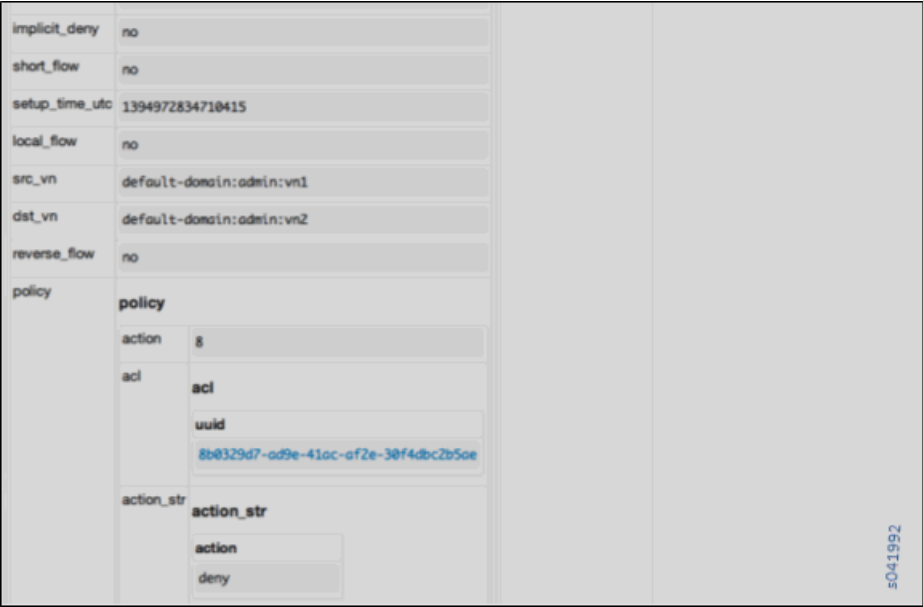 implicit_deny no
short_flow no
setup_time_utc 1394972834710415
local_flow no
src_vn default-domain:admin:vn1
dst_vn default-domain:admin:vn2
reverse_flow no
policy policy
action 8
acl acl
uuid
8b0329d7-ad9e-41ac-af2e-30f4dbc2b5ae
action_str action_str
action
deny
s041992